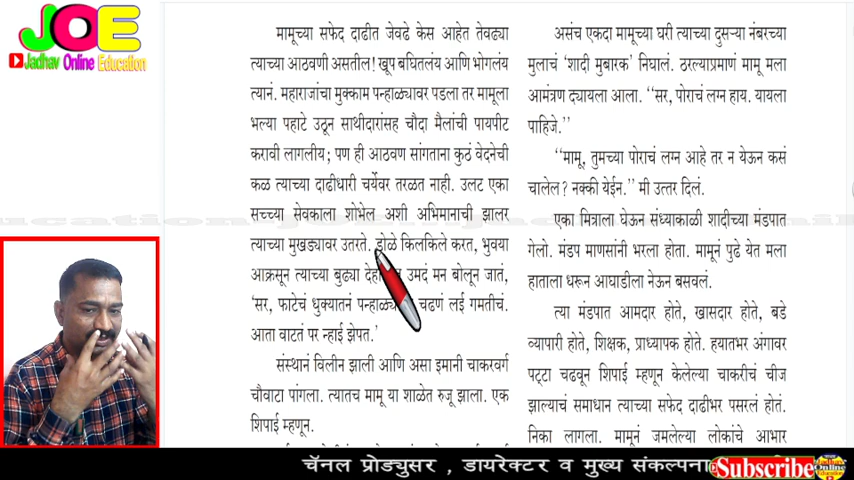 JOE
Jadhav Online Education
मामूच्या सफेद दाढीत जेवढे केस आहेत तेवढ्या
त्याच्या आठवणी असतील! खूप बघितलंय आणि भोगलंय
त्यानं. महाराजांचा मुक्काम पन्हाळ्यावर पडला तर मामूला
भल्या पहाटे उठून साथीदारांसह चौदा मैलांची पायपीट
करावी लागलीय; पण ही आठवण सांगताना कुठं वेदनेची
कळ त्याच्या दाढीधारी चर्येवर तरळत नाही. उलट एका
सच्च्या सेवकाला शोभेल अशी अभिमानाची झालर
त्याच्या मुखड्यावर उतरते. डोळे किलकिले करत, भुवया
आक्रसून त्याच्या बुढ्या उमदं मन बोलून जातं,
‘सर, फाटेचं धुक्यातनं चढणं लई गमतीचं.
आता वाटतं पर न्हाई झेपत.’
संस्थानं विलीन झाली आणि असा इमानी चाकरवर्ग
चौवाटा पांगला. त्यातच मामू या शाळेत रुजू झाला. एक
शिपाई म्हणून.
असंच एकदा मामूच्या घरी त्याच्या दुसऱ्या नंबरच्या
मुलाचं ‘शादी मुबारक’ निघालं. ठरल्याप्रमाणं मामू मला
आमंत्रण द्यायला आला. “सर, पोराचं लग्न हाय. यायला
पाहिजे.”
“मामू, तुमच्या पोराचं लग्न आहे तर न येऊन कसं
चालेल? नक्की येईन.” मी उत्तर दिलं.
एका मित्राला घेऊन संध्याकाळी शादीच्या मंडपात
गेलो. मंडप माणसांनी भरला होता. मामूनं पुढे येत मला
हाताला धरून आघाडीला नेऊन बसवलं.
त्या मंडपात आमदार होते, खासदार होते, बडे
व्यापारी होते, शिक्षक, प्राध्यापक होते. हयातभर अंगावर
पट्टा चढवून शिपाई म्हणून केलेल्या चाकरीचं चीज
झाल्याचं समाधान त्याच्या सफेद दाढीभर पसरलं होतं.
निका लागला. मामूनं जमलेल्या लोकांचे आभार
चॅनल प्रोड्युसर , डायरेक्टर व मुख्य संकल्पना
Subscribe